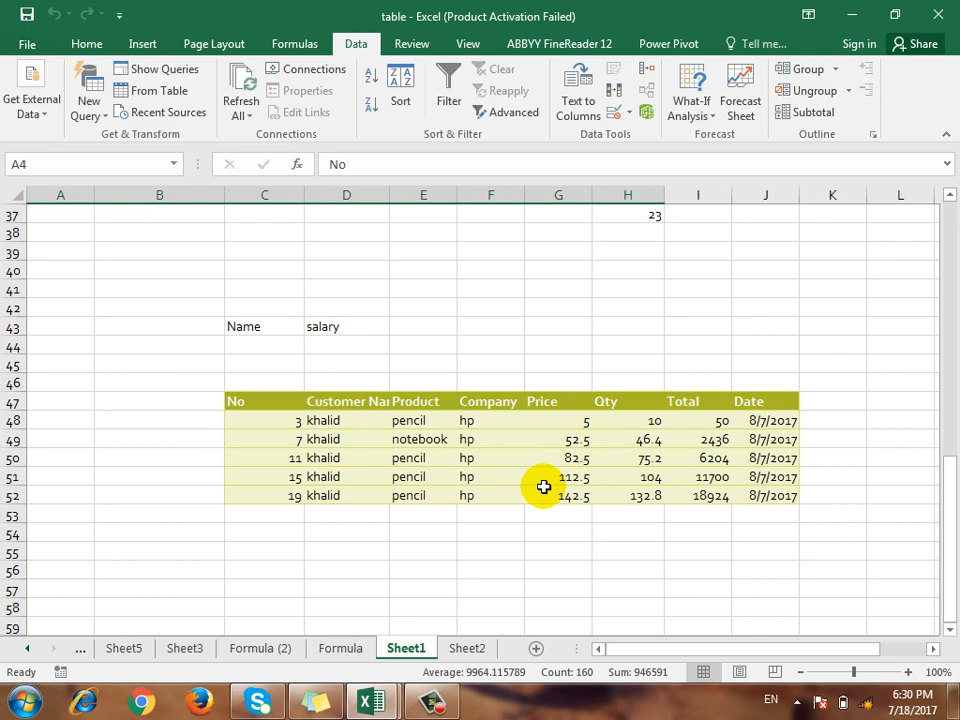 table - Excel (Product Activation Failed)
File Home Insert Page Layout Formulas Data Review View ABBYY FineReader 12 Power Pivot Tell me... Sign in Share
Get External Data
New Query
Show Queries
From Table
Recent Sources
Get & Transform
Refresh All
Connections
Properties
Edit Links
Connections
Sort
Filter
Clear
Reapply
Advanced
Sort & Filter
Text to Columns
Data Tools
What-If Analysis
Forecast Sheet
Forecast
Group
Ungroup
Subtotal
Outline
A4 fx No
A B C D E F G H I J K L
37 23
38
39
40
41
42
43 Name salary
44
45
46
47 No Customer Nai Product Company Price Qty Total Date
48 3 khalid pencil hp 5 10 50 8/7/2017
49 7 khalid notebook hp 52.5 46.4 2436 8/7/2017
50 11 khalid pencil hp 82.5 75.2 6204 8/7/2017
51 15 khalid pencil hp 112.5 104 11700 8/7/2017
52 19 khalid pencil hp 142.5 132.8 18924 8/7/2017
53
54
55
56
57
58
59
... Sheet5 Sheet3 Formula (2) Formula Sheet1 Sheet2
Ready Average: 9964.115789 Count: 160 Sum: 946591 100%
EN 6:30 PM
7/18/2017